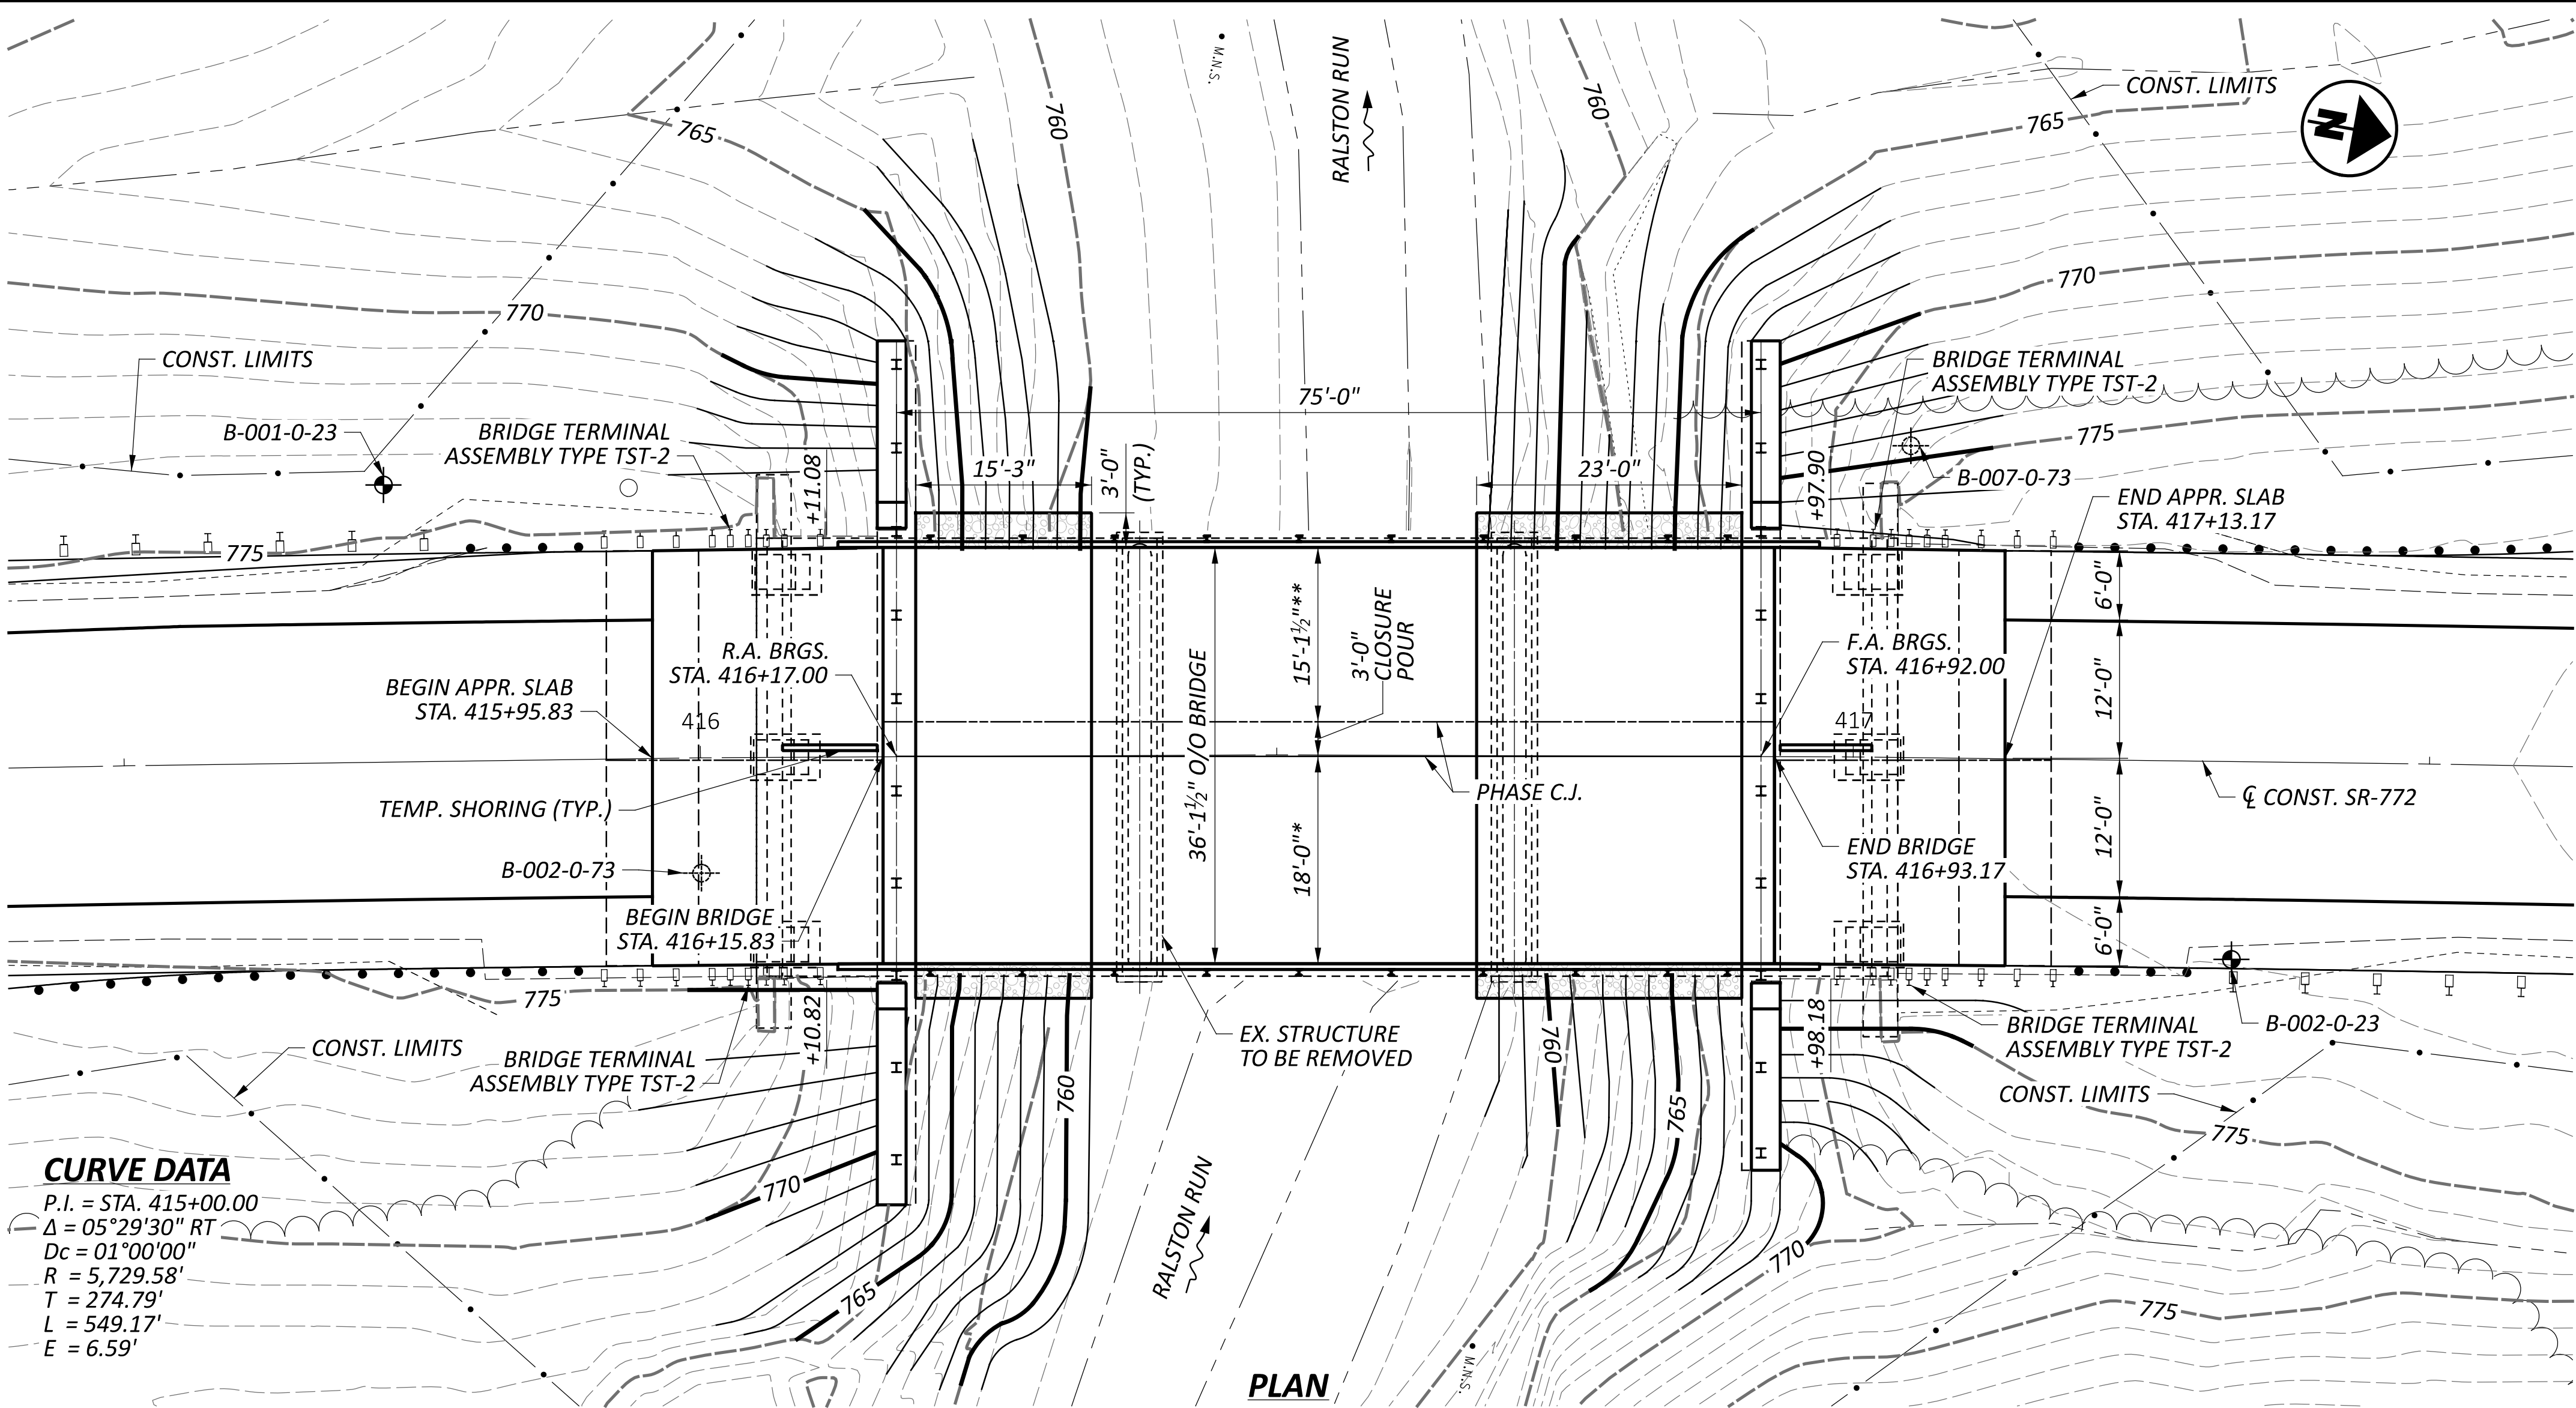 RALSTON RUN
M.N.S.
760
760
765
CONST. LIMITS
765
N
770
770
CONST. LIMITS
B-001-0-23
BRIDGE TERMINAL
ASSEMBLY TYPE TST-2
75'-0"
BRIDGE TERMINAL
ASSEMBLY TYPE TST-2
775
+11.08
15'-3"
3'-0"
(TYP.)
23'-0"
+97.90
B-007-0-73
END APPR. SLAB
STA. 417+13.17
775
6'-0"
36'-1½" O/O BRIDGE
15'-1½"**
3'-0"
CLOSURE
POUR
R.A. BRGS.
STA. 416+17.00
F.A. BRGS.
STA. 416+92.00
12'-0"
BEGIN APPR. SLAB
STA. 415+95.83
416
417
TEMP. SHORING (TYP.)
PHASE C.J.
℄ CONST. SR-772
18'-0"*
12'-0"
B-002-0-73
END BRIDGE
STA. 416+93.17
BEGIN BRIDGE
STA. 416+15.83
6'-0"
775
+10.82
EX. STRUCTURE
TO BE REMOVED
760
+98.18
BRIDGE TERMINAL
ASSEMBLY TYPE TST-2
B-002-0-23
CONST. LIMITS
BRIDGE TERMINAL
ASSEMBLY TYPE TST-2
760
765
CONST. LIMITS
775
CURVE DATA
P.I. = STA. 415+00.00
Δ = 05°29'30" RT
Dc = 01°00'00"
R = 5,729.58'
T = 274.79'
L = 549.17'
E = 6.59'
770
765
RALSTON RUN
770
775
M.N.S.
PLAN